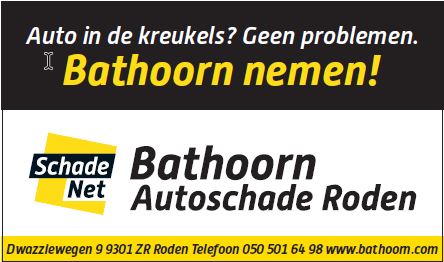 Auto in de kreukels? Geen problemen.
Bathoorn nemen!
Schade
Net
Bathoorn
Autoschade Roden
Dwazziewegen 9 9301 ZR Roden Telefoon 050 501 64 98 www.bathoorn.com